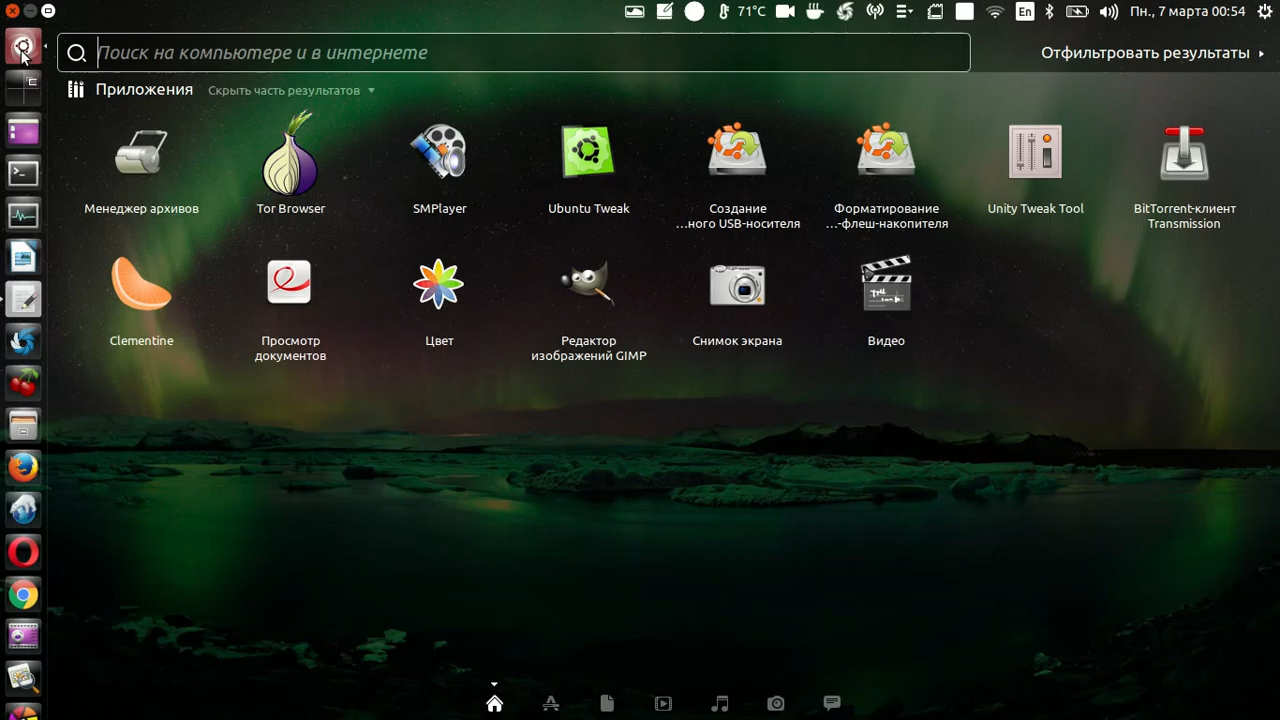 71°C
En
Пн., 7 марта 00:54
Поиск на компьютере и в интернете
Отфильтровать результаты
Приложения
Скрыть часть результатов
Менеджер архивов
Tor Browser
SMPlayer
Ubuntu Tweak
Создание
…ного USB-носителя
Форматирование
…-флеш-накопителя
Unity Tweak Tool
BitTorrent-клиент
Transmission
Clementine
Просмотр
документов
Цвет
Редактор
изображений GIMP
Снимок экрана
Видео